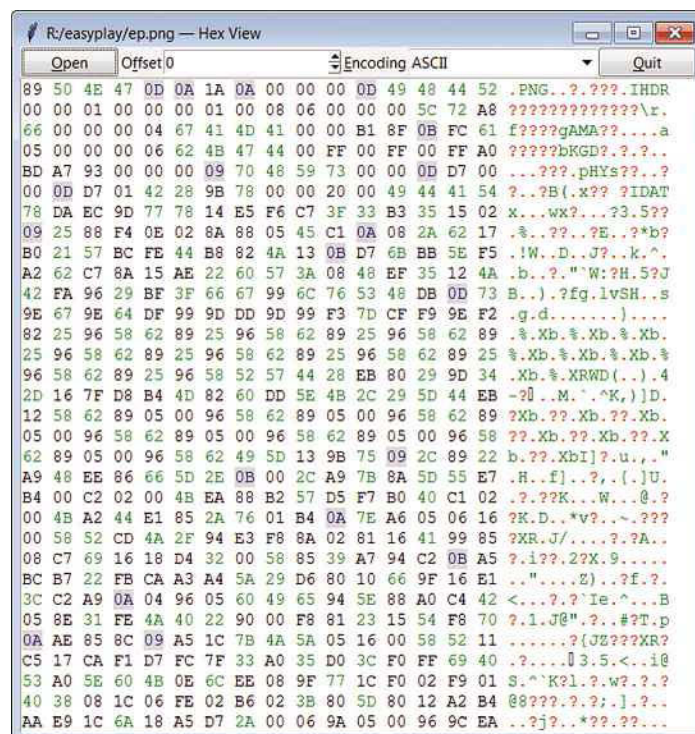 R:/easyplay/ep.png — Hex View
Open Offset 0 Encoding ASCII Quit
89 50 4E 47 0D 0A 1A 0A 00 00 00 0D 49 48 44 52 .PNG..?.???.IHDR
00 00 01 00 00 00 01 00 08 06 00 00 00 5C 72 A8 ?????????????\r.
66 00 00 00 04 67 41 4D 41 00 00 B1 8F 0B FC 61 f????gAMA??....a
05 00 00 00 06 62 4B 47 44 00 FF 00 FF 00 FF A0 ?????bKGD?.?.?..
BD A7 93 00 00 00 09 70 48 59 73 00 00 0D D7 00 ...???.pHYs??..?
00 0D D7 01 42 28 9B 78 00 00 20 00 49 44 41 54 ?..?B(.x?? ?IDAT
78 DA EC 9D 77 78 14 E5 F6 C7 3F 33 B3 35 15 02 x...wx?...?3.5??
09 25 88 F4 0E 02 8A 88 05 45 C1 0A 08 2A 62 17 .%..??..?E..?*b?
B0 21 57 BC FE 44 B8 82 4A 13 0B D7 6B BB 5E F5 .!W..D..J?..k.^.
A2 62 C7 8A 15 AE 22 60 57 3A 08 48 EF 35 12 4A .b..?."`W:?H.5?J
42 FA 96 29 BF 3F 66 67 99 6C 76 53 48 DB 0D 73 B..).?fg.lvSH..s
9E 67 9E 64 DF 99 9D DD 9D 99 F3 7D CF F9 9E F2 .g.d.......}....
82 25 96 58 62 89 25 96 58 62 89 25 96 58 62 89 .%.Xb.%.Xb.%.Xb.
25 96 58 62 89 25 96 58 62 89 25 96 58 62 89 25 %.Xb.%.Xb.%.Xb.%
96 58 62 89 25 96 58 52 57 44 28 EB 80 29 9D 34 .Xb.%.XRWD(..).4
2D 16 7F D8 B4 4D 82 60 DD 5E 4B 2C 29 5D 44 EB -?▯..M.`.^K,)]D.
12 58 62 89 05 00 96 58 62 89 05 00 96 58 62 89 ?Xb.??.Xb.??.Xb.
05 00 96 58 62 89 05 00 96 58 62 89 05 00 96 58 ??.Xb.??.Xb.??.X
62 89 05 00 96 58 62 49 5D 13 9B 75 09 2C 89 22 b.??.XbI]?.u.,."
A9 48 EE 86 66 5D 2E 0B 00 2C A9 7B 8A 5D 55 E7 .H..f]..?,.{.]U.
B4 00 C2 02 00 4B EA 88 B2 57 D5 F7 B0 40 C1 02 .?.??K...W...@.?
00 4B A2 44 E1 85 2A 76 01 B4 0A 7E A6 05 06 16 ?K.D..*v?..~.???
00 58 52 CD 4A 2F 94 E3 F8 8A 02 81 16 41 99 85 ?XR.J/....?.?A..
08 C7 69 16 18 D4 32 00 58 85 39 A7 94 C2 0B A5 ?.i??.2?X.9.....
BC B7 22 FB CA A3 A4 5A 29 D6 80 10 66 9F 16 E1 .."....Z)..?f.?.
3C C2 A9 0A 04 96 05 60 49 65 94 5E 88 A0 C4 42 <...?.?`Ie.^...B
05 8E 31 FE 4A 40 22 90 00 F8 81 23 15 54 F8 70 ?.1.J@".?..#?T.p
0A AE 85 8C 09 A5 1C 7B 4A 5A 05 16 00 58 52 11 ......?{JZ???XR?
C5 17 CA F1 D7 FC 7F 33 A0 35 D0 3C F0 FF 69 40 .?....▯3.5.<..i@
53 A0 5E 60 4B 0E 6C EE 08 9F 77 1C F0 02 F9 01 S.^`K?l.?.w?.?.?
40 38 08 1C 06 FE 02 B6 02 3B 80 5D 80 12 A2 B4 @8???.?.?;.].?..
AA E9 1C 6A 18 A5 D7 2A 00 06 9A 05 00 96 9C EA ..?j?..*??.??...